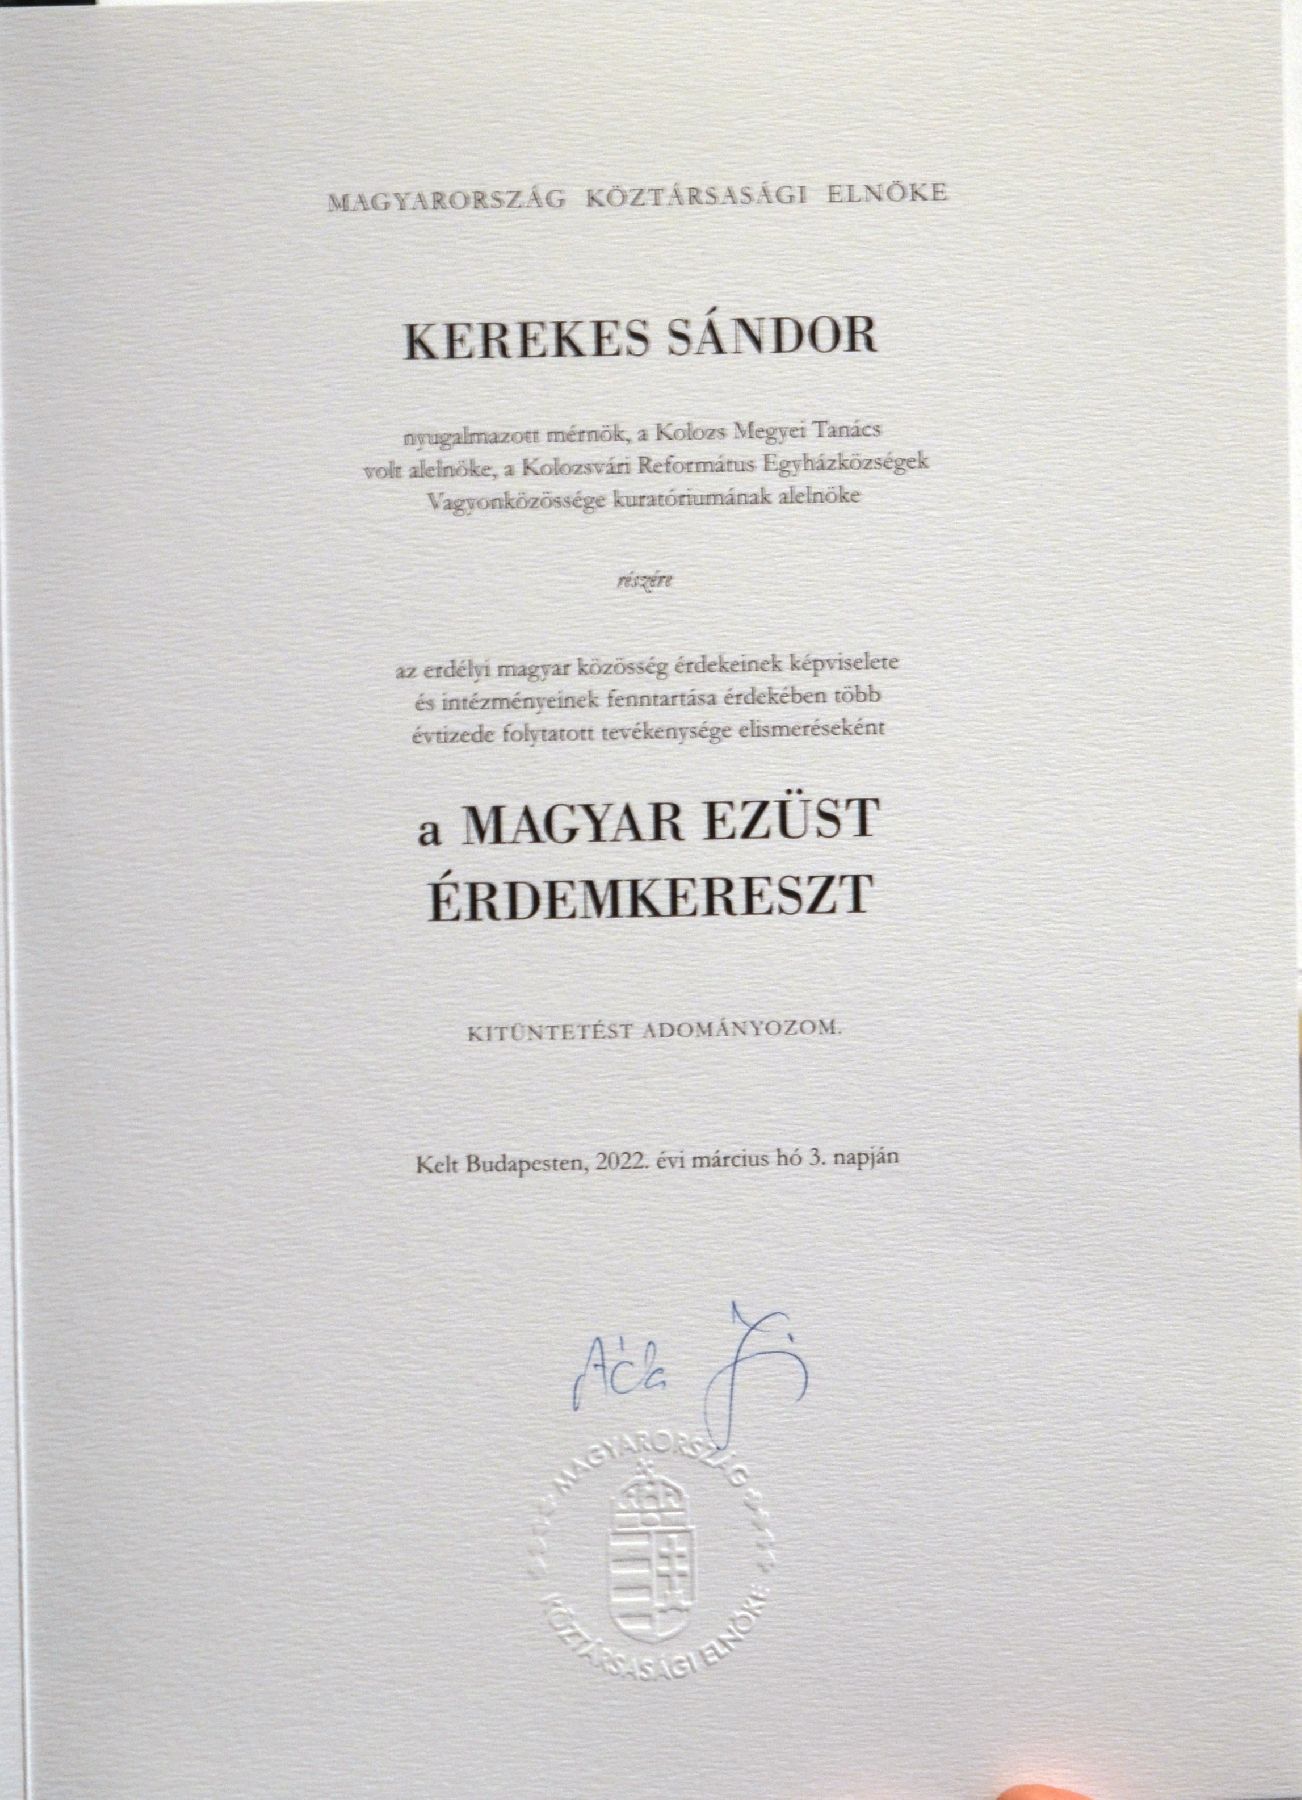 MAGYARORSZÁG KÖZTÁRSASÁGI ELNÖKE
KEREKES SÁNDOR
nyugalmazott mérnök, a Kolozs Megyei Tanács
volt alelnöke, a Kolozsvári Református Egyházközségek
Vagyonközössége kuratóriumának alelnöke
részére
az erdélyi magyar közösség érdekeinek képviselete
és intézményeinek fenntartása érdekében több
évtizede folytatott tevékenysége elismeréseként
a MAGYAR EZÜST
ÉRDEMKERESZT
KITÜNTETÉST ADOMÁNYOZOM.
Kelt Budapesten, 2022. évi március hó 3. napján
MAGYARORSZÁG
KÖZTÁRSASÁGI ELNÖKE